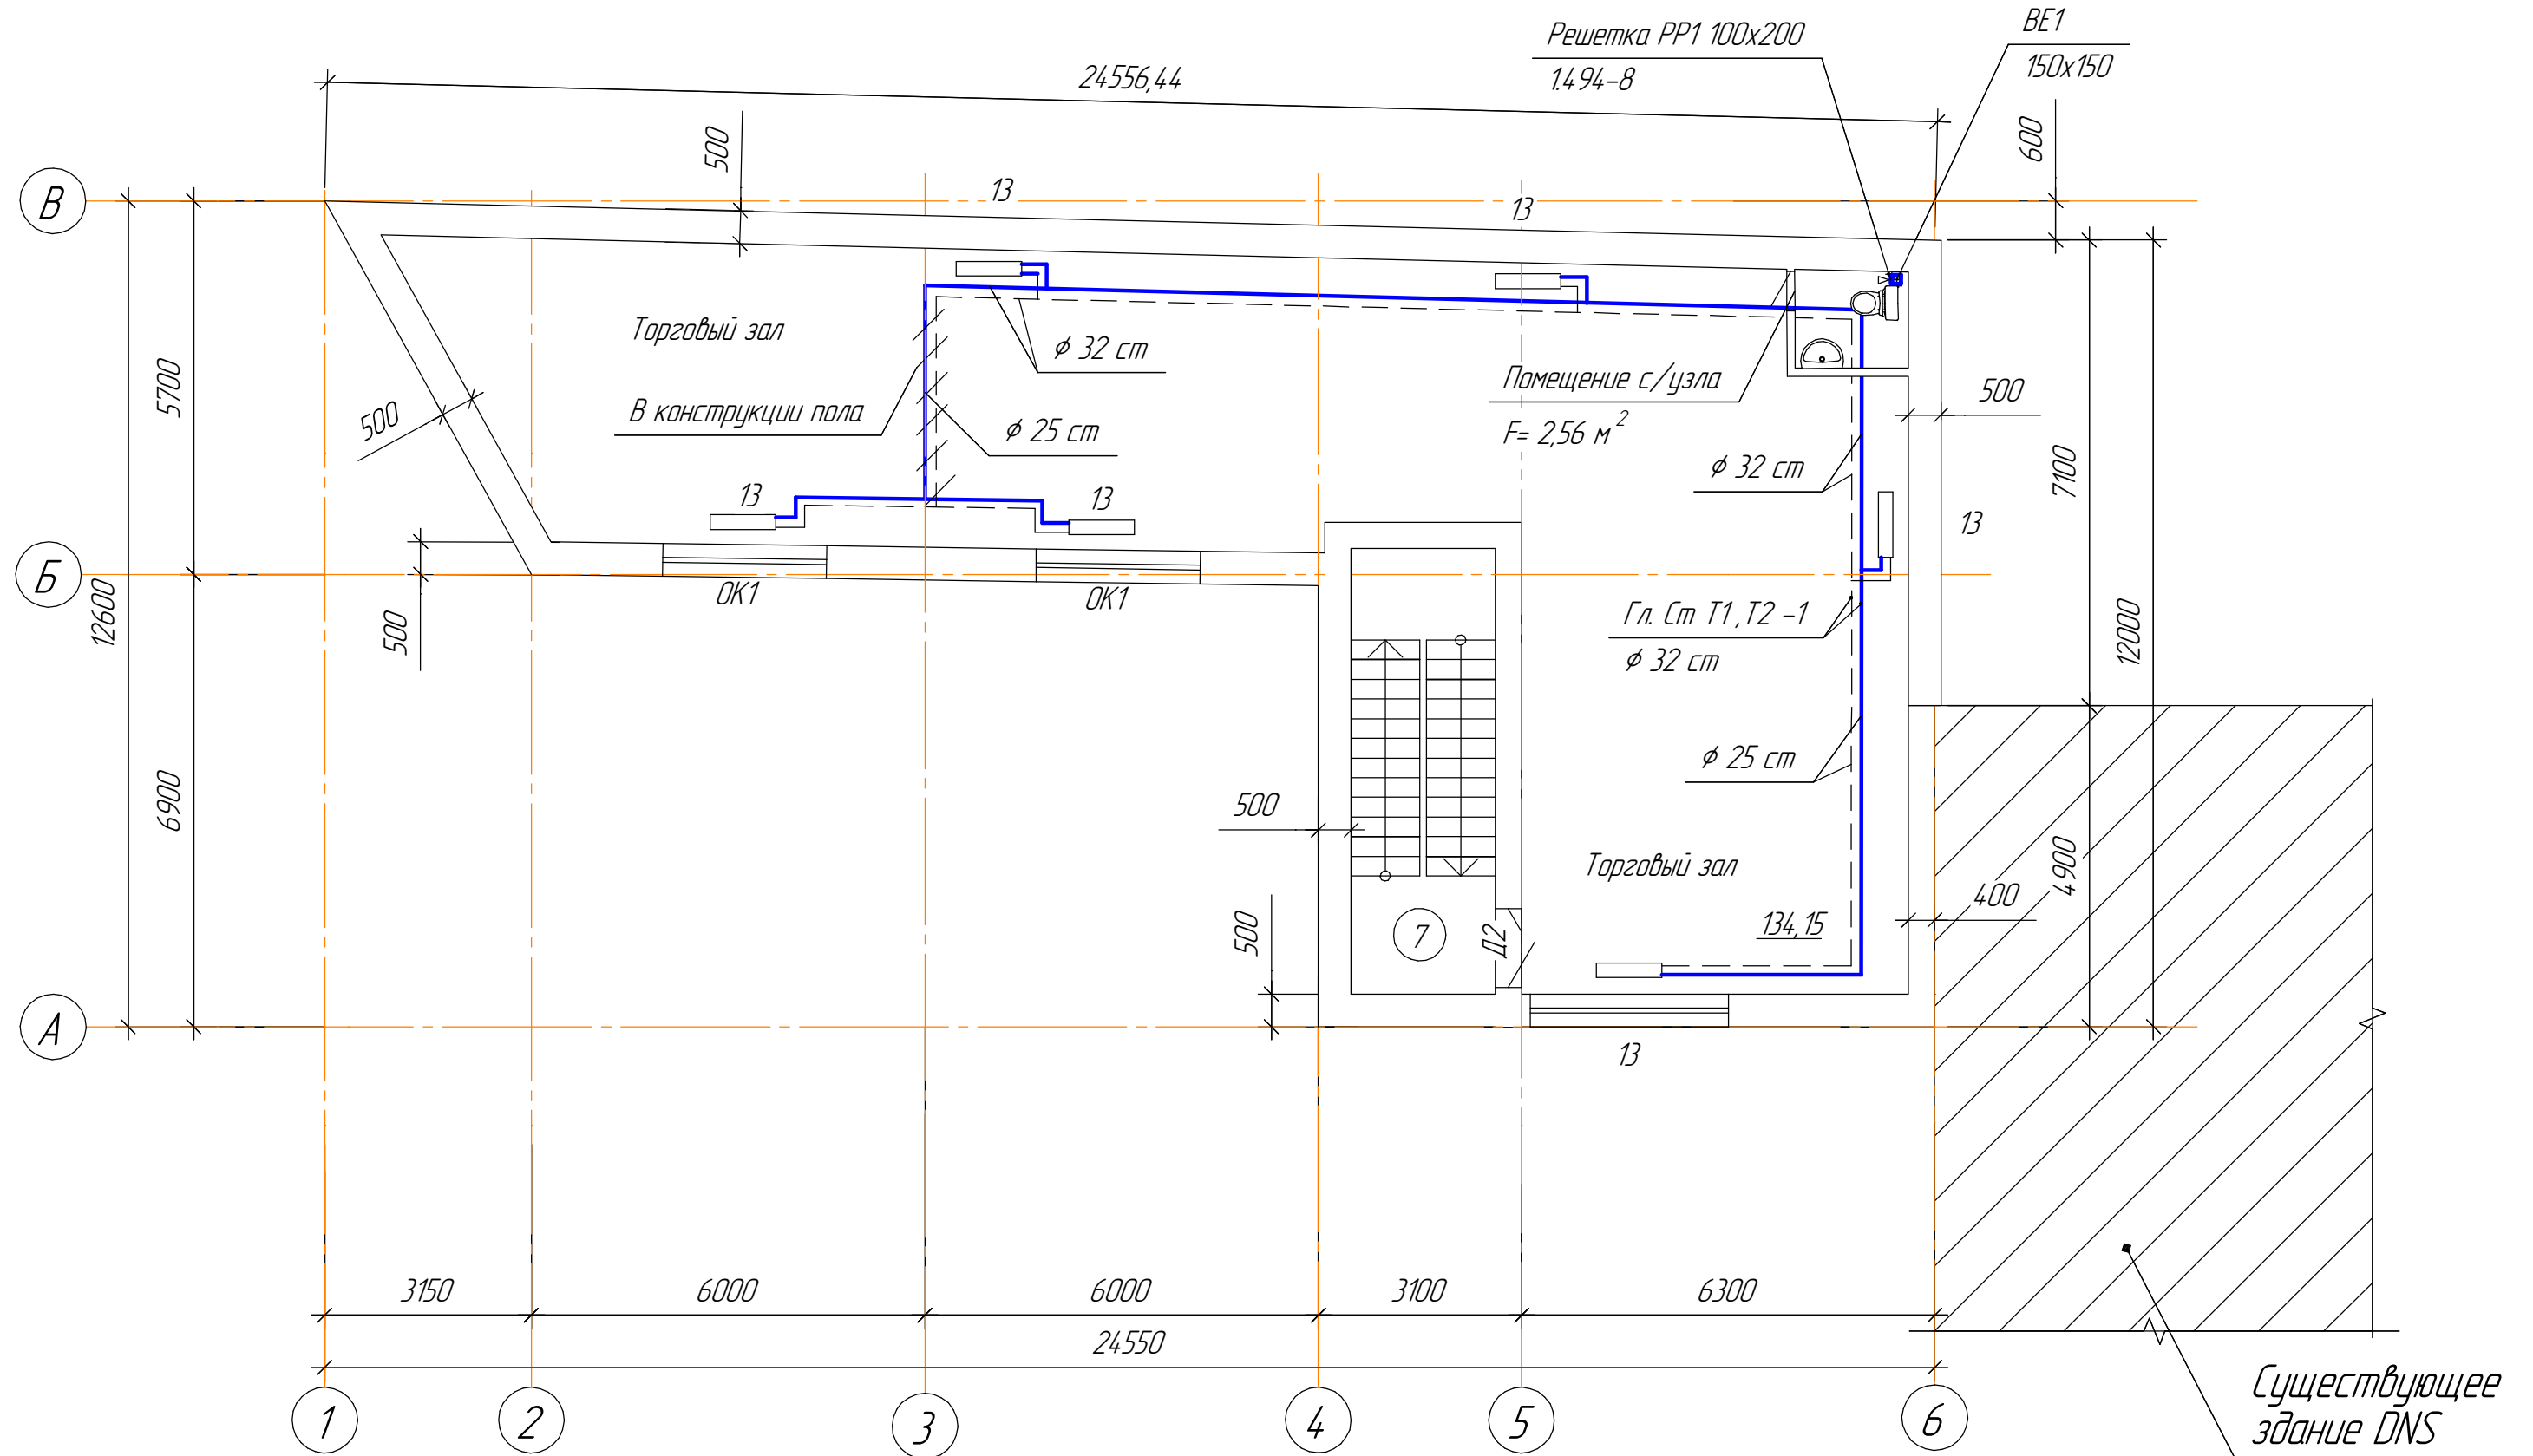 Решетка РР1 100x200
1.494-8
ВЕ1
150x150
24556,44
500
600
В
13
13
Торговый зал
ϕ 32 ст
5700
500
В конструкции пола
ϕ 25 ст
Помещение с/узла
F= 2,56 м²
500
ϕ 32 ст
7100
13
13
13
Б
12600
500
ОК1
ОК1
Гл. Ст Т1,Т2 -1
ϕ 32 ст
12000
ϕ 25 ст
6900
500
Торговый зал
4900
400
500
7
Д2
134,15
А
13
3150
6000
6000
3100
6300
24550
1
2
3
4
5
6
Существующее
здание DNS